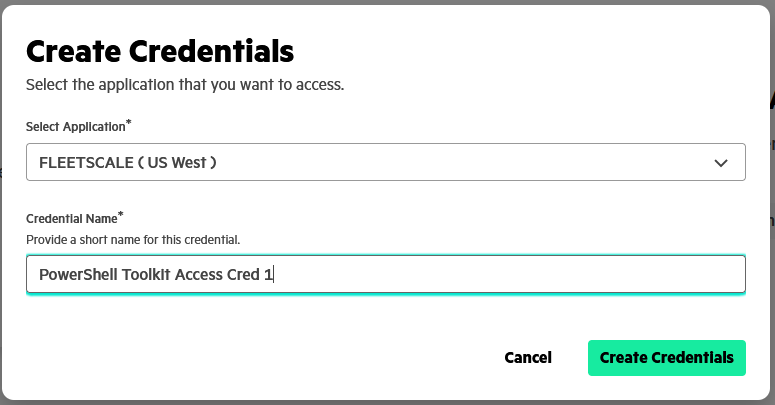 Create Credentials
Select the application that you want to access.
Select Application*
FLEETSCALE ( US West )
Credential Name*
Provide a short name for this credential.
PowerShell Toolkit Access Cred 1
Cancel
Create Credentials